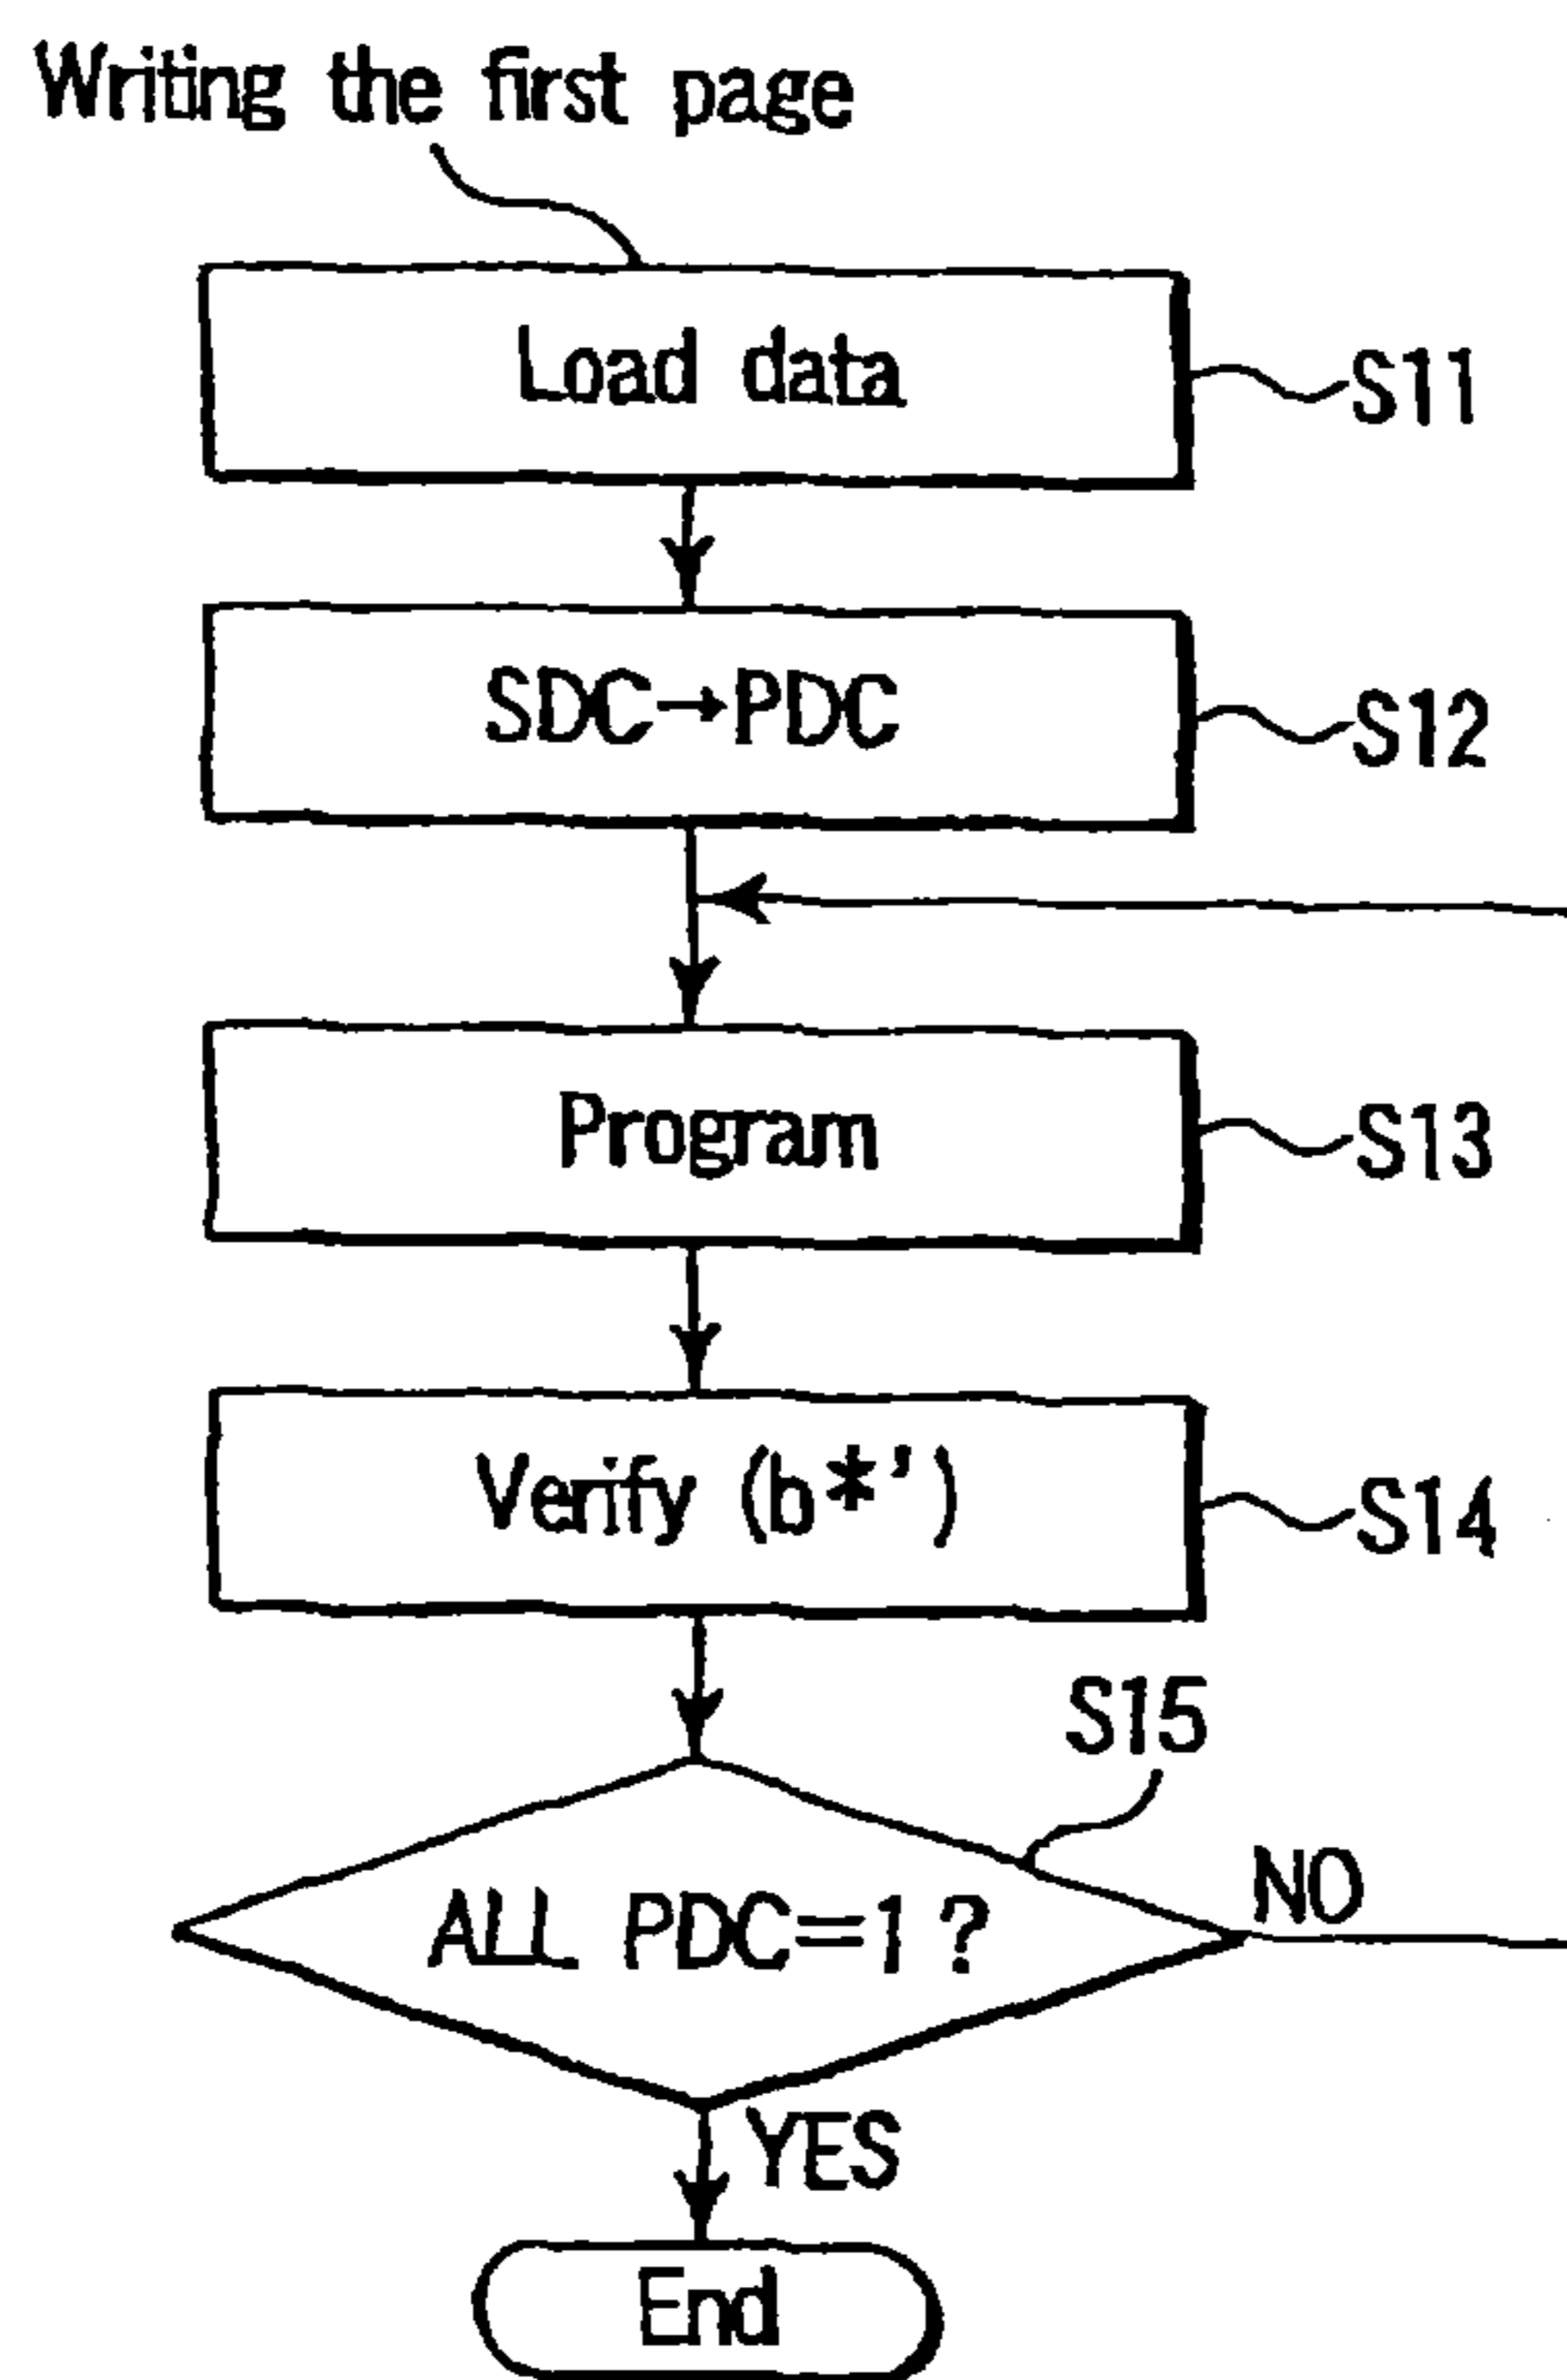 Writing the first page
Load data
S11
SDC→PDC
S12
Program
S13
Verify (b*')
S14
S15
ALL PDC=1 ?
NO
YES
End